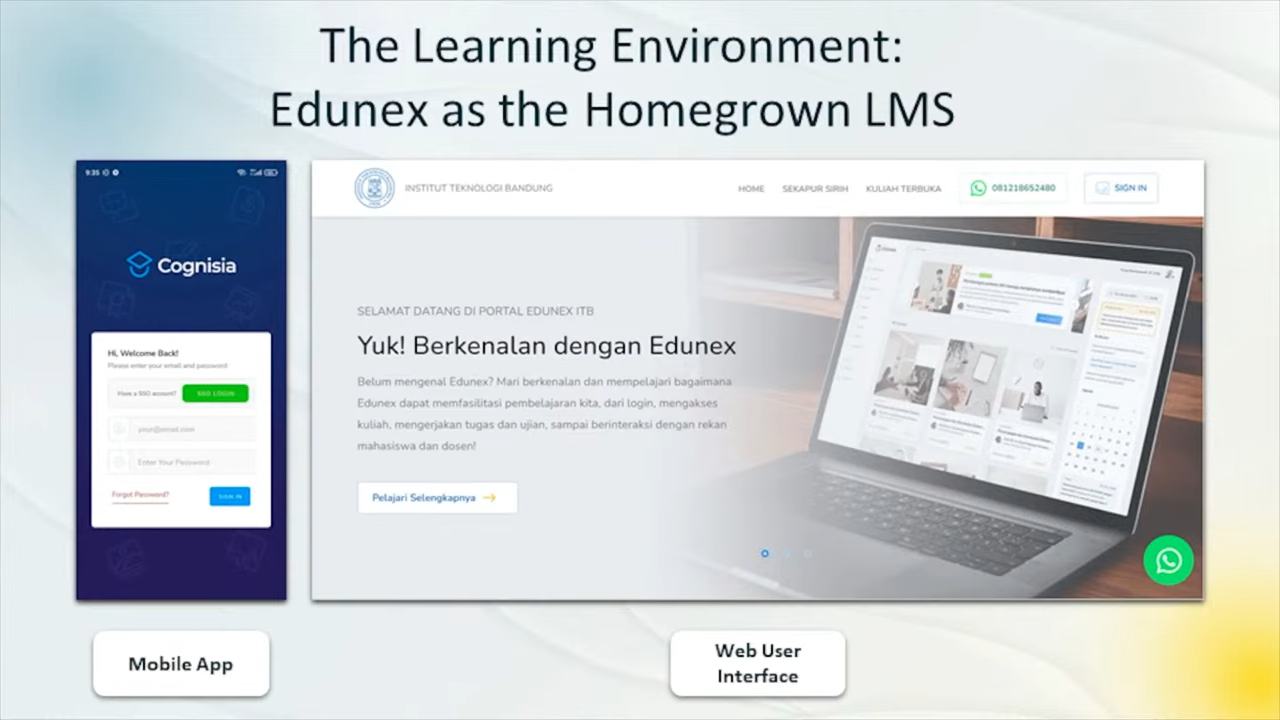 The Learning Environment:
Edunex as the Homegrown LMS
9:35
Cognisia
Hi, Welcome Back!
Please enter your email and password
Have a SSO account?
SSO LOGIN
your@email.com
Enter Your Password
Forgot Password?
SIGN IN
INSTITUT TEKNOLOGI BANDUNG
HOME
SEKAPUR SIRIH
KULIAH TERBUKA
081218652480
SIGN IN
SELAMAT DATANG DI PORTAL EDUNEX ITB
Yuk! Berkenalan dengan Edunex
Belum mengenal Edunex? Mari berkenalan dan mempelajari bagaimana
Edunex dapat memfasilitasi pembelajaran kita, dari login, mengakses
kuliah, mengerjakan tugas dan ujian, sampai berinteraksi dengan rekan
mahasiswa dan dosen!
Pelajari Selengkapnya
Mobile App
Web User
Interface